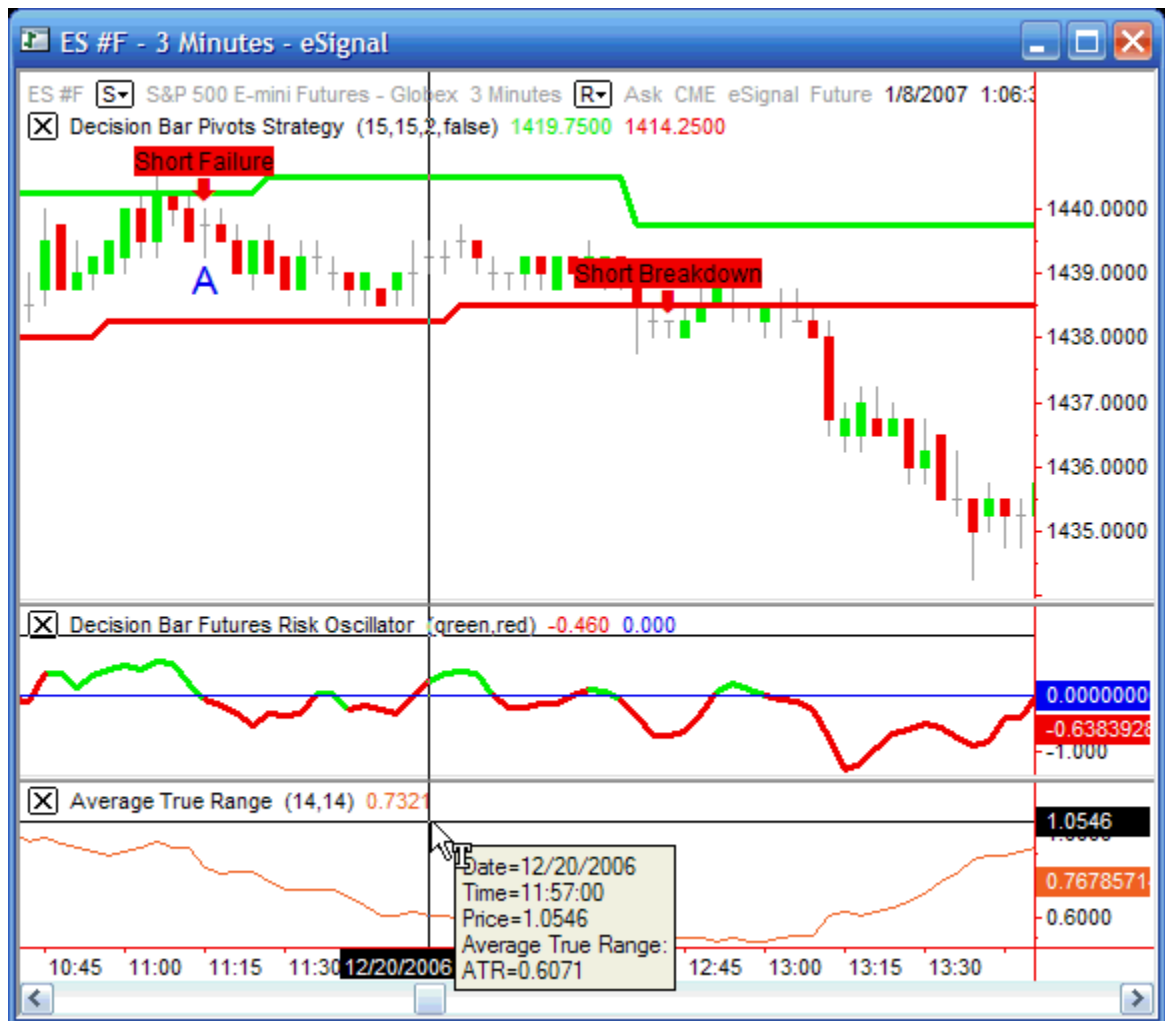 ES #F - 3 Minutes - eSignal
ES #F S S&P 500 E-mini Futures - Globex 3 Minutes R Ask CME eSignal Future 1/8/2007 1:06:3
Decision Bar Pivots Strategy (15,15,2,false) 1419.7500 1414.2500
Short Failure
A
Short Breakdown
1440.0000
1439.0000
1438.0000
1437.0000
1436.0000
1435.0000
Decision Bar Futures Risk Oscillator (green,red) -0.460 0.000
0.0000000
-0.6383928
-1.000
Average True Range (14,14) 0.7321
1.0546
0.7678571
0.6000
Date=12/20/2006
Time=11:57:00
Price=1.0546
Average True Range:
ATR=0.6071
10:45 11:00 11:15 11:30 12/20/2006 12:45 13:00 13:15 13:30